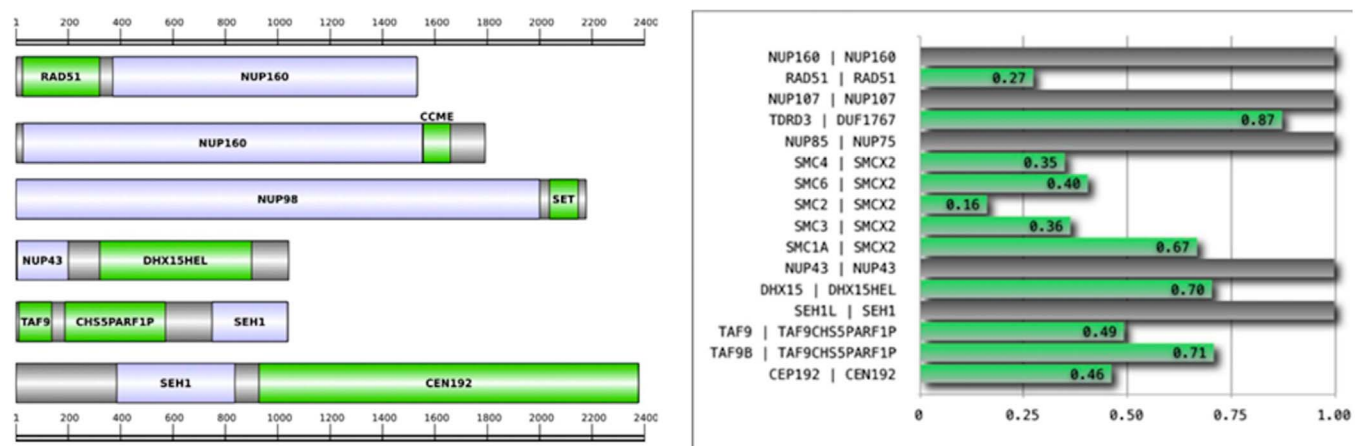 1 200 400 600 800 1000 1200 1400 1600 1800 2000 2200 2400
RAD51 NUP160
CCME
NUP160
NUP98 SET
NUP43 DHX15HEL
TAF9 CHS5PARF1P SEH1
SEH1 CEN192
1 200 400 600 800 1000 1200 1400 1600 1800 2000 2200 2400
NUP160 | NUP160
RAD51 | RAD51 0.27
NUP107 | NUP107
TDRD3 | DUF1767 0.87
NUP85 | NUP75
SMC4 | SMCX2 0.35
SMC6 | SMCX2 0.40
SMC2 | SMCX2 0.16
SMC3 | SMCX2 0.36
SMC1A | SMCX2 0.67
NUP43 | NUP43
DHX15 | DHX15HEL 0.70
SEH1L | SEH1
TAF9 | TAF9CHS5PARF1P 0.49
TAF9B | TAF9CHS5PARF1P 0.71
CEP192 | CEN192 0.46
0 0.25 0.50 0.75 1.00